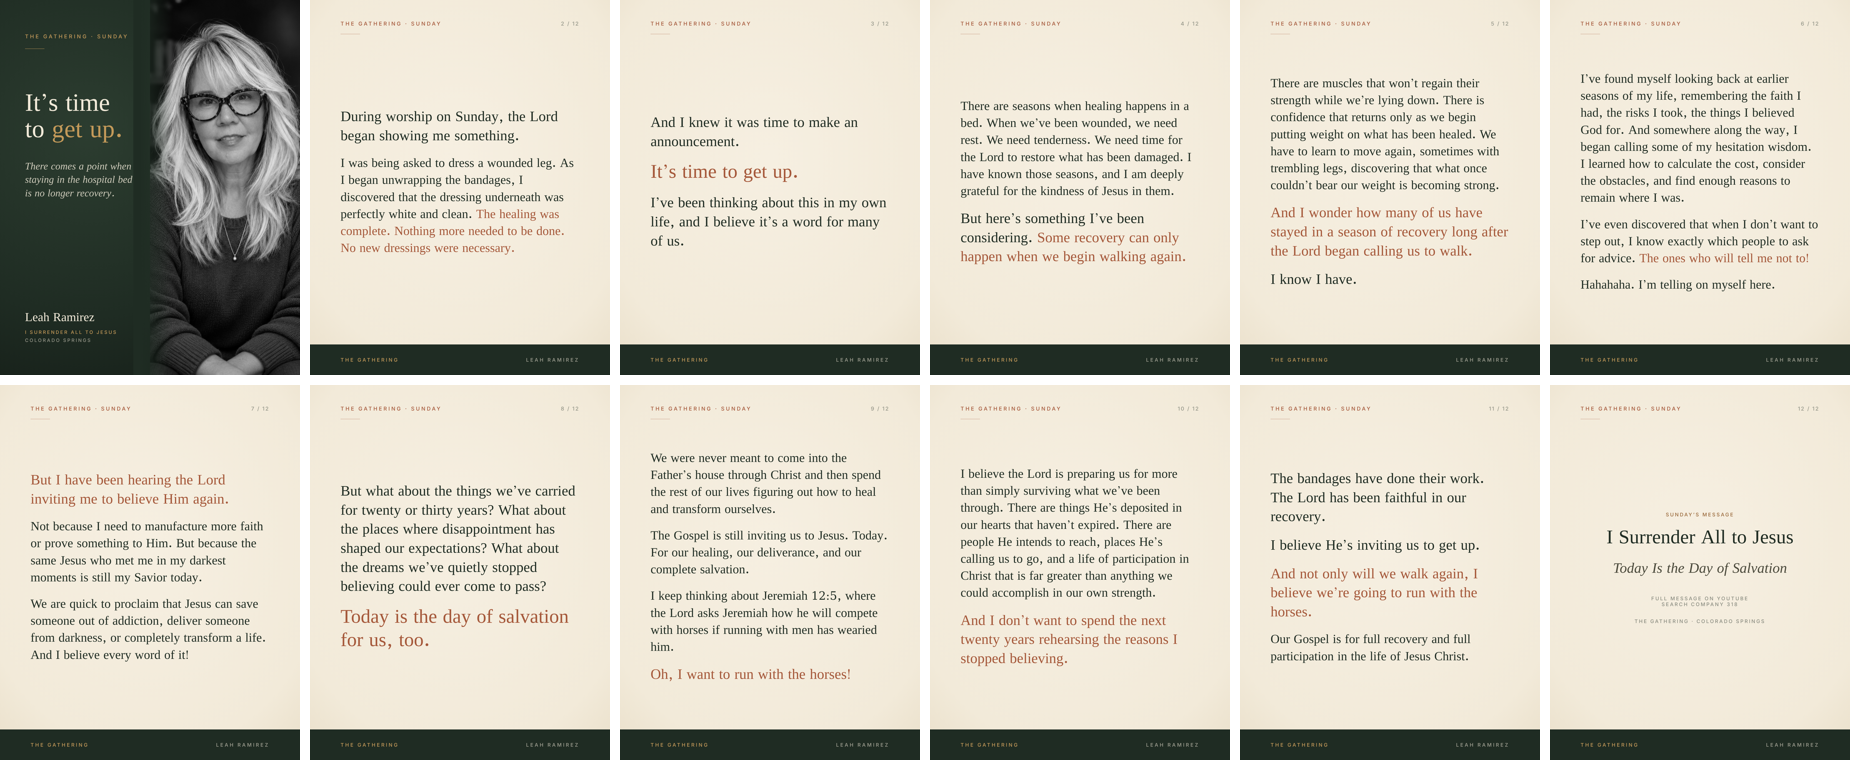 THE GATHERING · SUNDAY
It's time
to get up.
There comes a point when
staying in the hospital bed
is no longer recovery.
Leah Ramirez
I SURRENDER ALL TO JESUS
COLORADO SPRINGS
THE GATHERING · SUNDAY
2 / 12
During worship on Sunday, the Lord
began showing me something.
I was being asked to dress a wounded leg. As
I began unwrapping the bandages, I
discovered that the dressing underneath was
perfectly white and clean. The healing was
complete. Nothing more needed to be done.
No new dressings were necessary.
THE GATHERING
LEAH RAMIREZ
THE GATHERING · SUNDAY
3 / 12
And I knew it was time to make an
announcement.
It's time to get up.
I've been thinking about this in my own
life, and I believe it's a word for many
of us.
THE GATHERING
LEAH RAMIREZ
THE GATHERING · SUNDAY
4 / 12
There are seasons when healing happens in a
bed. When we've been wounded, we need
rest. We need tenderness. We need time for
the Lord to restore what has been damaged. I
have known those seasons, and I am deeply
grateful for the kindness of Jesus in them.
But here's something I've been
considering. Some recovery can only
happen when we begin walking again.
THE GATHERING
LEAH RAMIREZ
THE GATHERING · SUNDAY
5 / 12
There are muscles that won't regain their
strength while we're lying down. There is
confidence that returns only as we begin
putting weight on what has been healed. We
have to learn to move again, sometimes with
trembling legs, discovering that what once
couldn't bear our weight is becoming strong.
And I wonder how many of us have
stayed in a season of recovery long after
the Lord began calling us to walk.
I know I have.
THE GATHERING
LEAH RAMIREZ
THE GATHERING · SUNDAY
6 / 12
I've found myself looking back at earlier
seasons of my life, remembering the faith I
had, the risks I took, the things I believed
God for. And somewhere along the way, I
began calling some of my hesitation wisdom.
I learned how to calculate the cost, consider
the obstacles, and find enough reasons to
remain where I was.
I've even discovered that when I don't want to
step out, I know exactly which people to ask
for advice. The ones who will tell me not to!
Hahahaha. I'm telling on myself here.
THE GATHERING
LEAH RAMIREZ
THE GATHERING · SUNDAY
7 / 12
But I have been hearing the Lord
inviting me to believe Him again.
Not because I need to manufacture more faith
or prove something to Him. But because the
same Jesus who met me in my darkest
moments is still my Savior today.
We are quick to proclaim that Jesus can save
someone out of addiction, deliver someone
from darkness, or completely transform a life.
And I believe every word of it!
THE GATHERING
LEAH RAMIREZ
THE GATHERING · SUNDAY
8 / 12
But what about the things we've carried
for twenty or thirty years? What about
the places where disappointment has
shaped our expectations? What about
the dreams we've quietly stopped
believing could ever come to pass?
Today is the day of salvation
for us, too.
THE GATHERING
LEAH RAMIREZ
THE GATHERING · SUNDAY
9 / 12
We were never meant to come into the
Father's house through Christ and then spend
the rest of our lives figuring out how to heal
and transform ourselves.
The Gospel is still inviting us to Jesus. Today.
For our healing, our deliverance, and our
complete salvation.
I keep thinking about Jeremiah 12:5, where
the Lord asks Jeremiah how he will compete
with horses if running with men has wearied
him.
Oh, I want to run with the horses!
THE GATHERING
LEAH RAMIREZ
THE GATHERING · SUNDAY
10 / 12
I believe the Lord is preparing us for more
than simply surviving what we've been
through. There are things He's deposited in
our hearts that haven't expired. There are
people He intends to reach, places He's
calling us to go, and a life of participation in
Christ that is far greater than anything we
could accomplish in our own strength.
And I don't want to spend the next
twenty years rehearsing the reasons I
stopped believing.
THE GATHERING
LEAH RAMIREZ
THE GATHERING · SUNDAY
11 / 12
The bandages have done their work.
The Lord has been faithful in our
recovery.
I believe He's inviting us to get up.
And not only will we walk again, I
believe we're going to run with the
horses.
Our Gospel is for full recovery and full
participation in the life of Jesus Christ.
THE GATHERING
LEAH RAMIREZ
THE GATHERING · SUNDAY
12 / 12
SUNDAY'S MESSAGE
I Surrender All to Jesus
Today Is the Day of Salvation
FULL MESSAGE ON YOUTUBE
SEARCH COMPANY 318
THE GATHERING · COLORADO SPRINGS
THE GATHERING
LEAH RAMIREZ